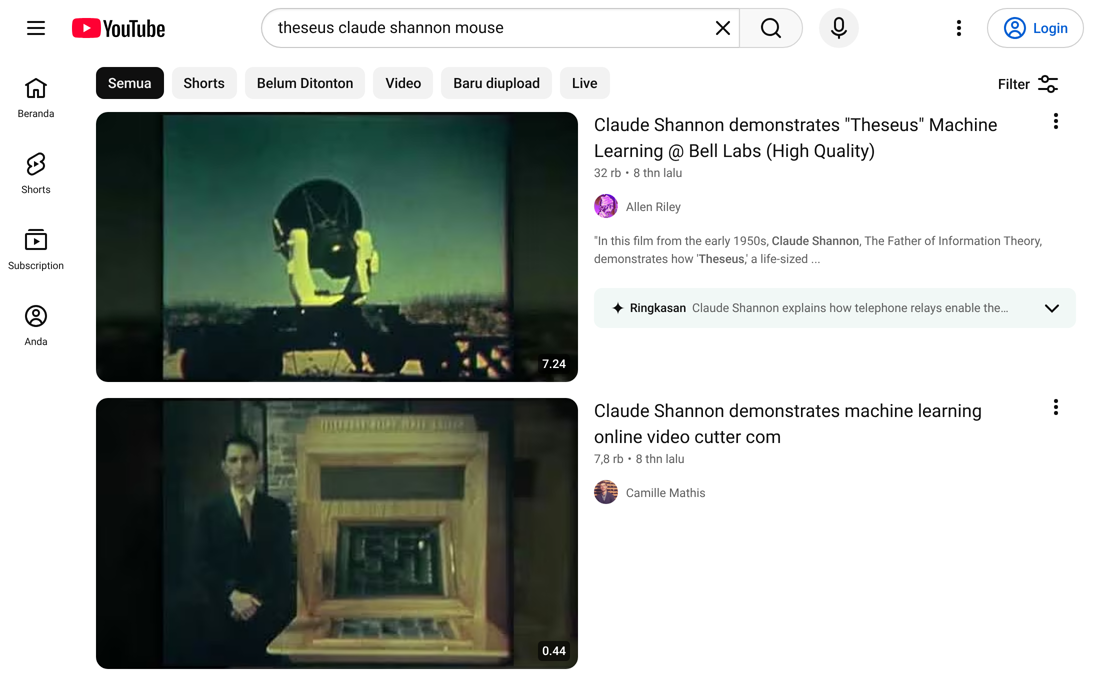 YouTube
theseus claude shannon mouse
Login
Semua
Shorts
Belum Ditonton
Video
Baru diupload
Live
Filter
Beranda
Shorts
Subscription
Anda
7.24
Claude Shannon demonstrates "Theseus" Machine
Learning @ Bell Labs (High Quality)
32 rb • 8 thn lalu
Allen Riley
"In this film from the early 1950s, Claude Shannon, The Father of Information Theory,
demonstrates how 'Theseus,' a life-sized ...
Ringkasan Claude Shannon explains how telephone relays enable the…
0.44
Claude Shannon demonstrates machine learning
online video cutter com
7,8 rb • 8 thn lalu
Camille Mathis